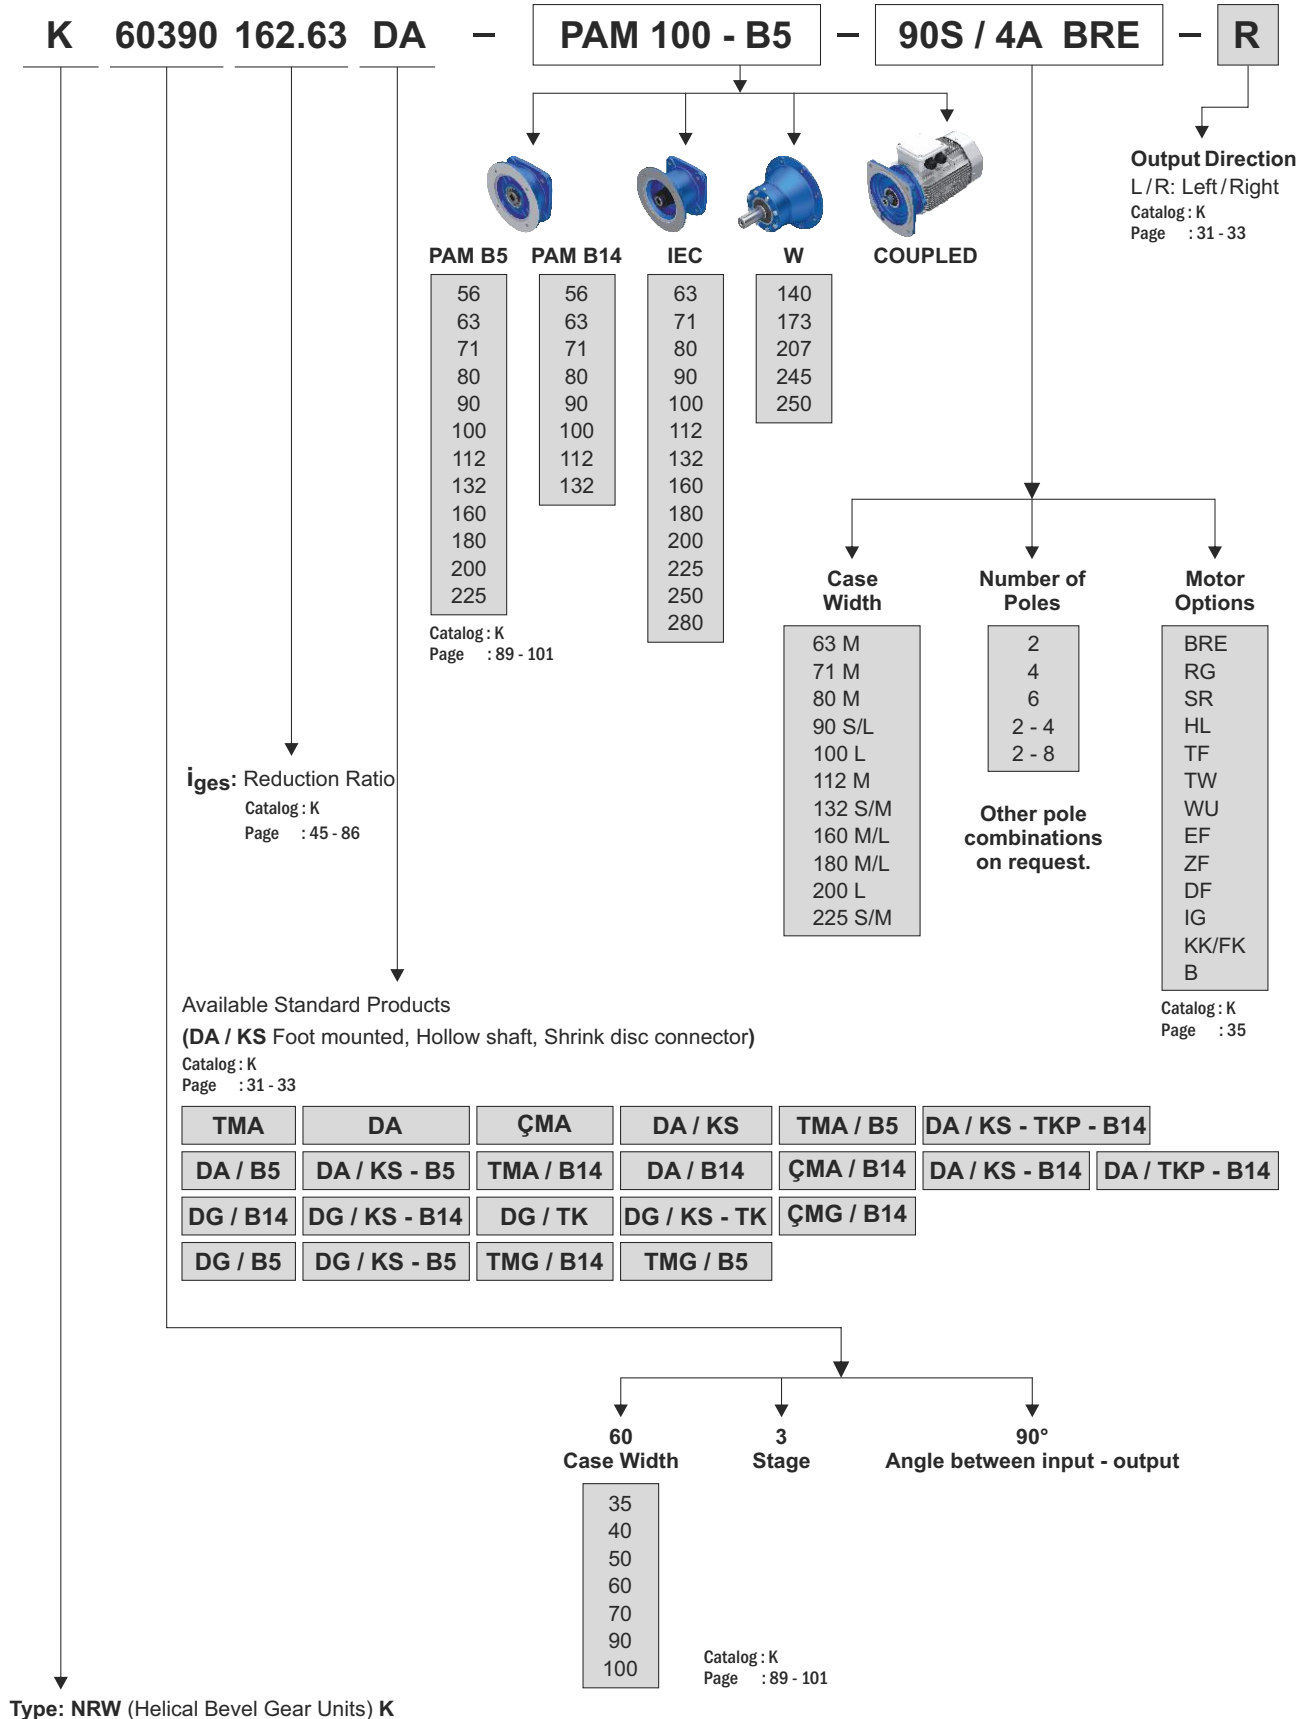 K 60390 162.63 DA – PAM 100 - B5 – 90S / 4A BRE – R
Output Direction
L/R: Left/Right
Catalog : K
Page : 31 - 33
PAM B5 PAM B14 IEC W COUPLED
56 56 63 140
63 63 71 173
71 71 80 207
80 80 90 245
90 90 100 250
100 100 112
112 112 132
132 132 160
160 180
180 200
200 225
225 250
280
Catalog : K
Page : 89 - 101
Case
Width
63 M
71 M
80 M
90 S/L
100 L
112 M
132 S/M
160 M/L
180 M/L
200 L
225 S/M
Number of
Poles
2
4
6
2 - 4
2 - 8
Other pole
combinations
on request.
Motor
Options
BRE
RG
SR
HL
TF
TW
WU
EF
ZF
DF
IG
KK/FK
B
Catalog : K
Page : 35
iges: Reduction Ratio
Catalog : K
Page : 45 - 86
Available Standard Products
(DA / KS Foot mounted, Hollow shaft, Shrink disc connector)
Catalog : K
Page : 31 - 33
TMA DA ÇMA DA / KS TMA / B5 DA / KS - TKP - B14
DA / B5 DA / KS - B5 TMA / B14 DA / B14 ÇMA / B14 DA / KS - B14 DA / TKP - B14
DG / B14 DG / KS - B14 DG / TK DG / KS - TK ÇMG / B14
DG / B5 DG / KS - B5 TMG / B14 TMG / B5
60 3 90°
Case Width Stage Angle between input - output
35
40
50
60
70
90
100
Catalog : K
Page : 89 - 101
Type: NRW (Helical Bevel Gear Units) K